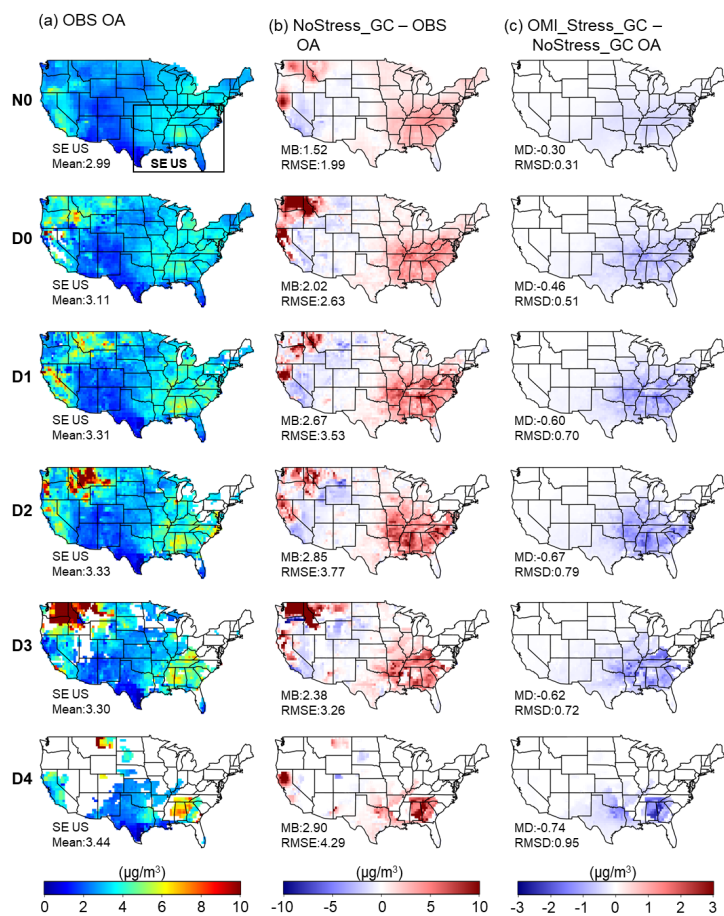 (a) OBS OA
(b) NoStress_GC – OBS
OA
(c) OMI_Stress_GC –
NoStress_GC OA
N0
SE US
Mean:2.99
SE US
MB:1.52
RMSE:1.99
MD:-0.30
RMSD:0.31
D0
SE US
Mean:3.11
MB:2.02
RMSE:2.63
MD:-0.46
RMSD:0.51
D1
SE US
Mean:3.31
MB:2.67
RMSE:3.53
MD:-0.60
RMSD:0.70
D2
SE US
Mean:3.33
MB:2.85
RMSE:3.77
MD:-0.67
RMSD:0.79
D3
SE US
Mean:3.30
MB:2.38
RMSE:3.26
MD:-0.62
RMSD:0.72
D4
SE US
Mean:3.44
MB:2.90
RMSE:4.29
MD:-0.74
RMSD:0.95
(µg/m³)
(µg/m³)
(µg/m³)
0 2 4 6 8 10
-10 -5 0 5 10
-3 -2 -1 0 1 2 3